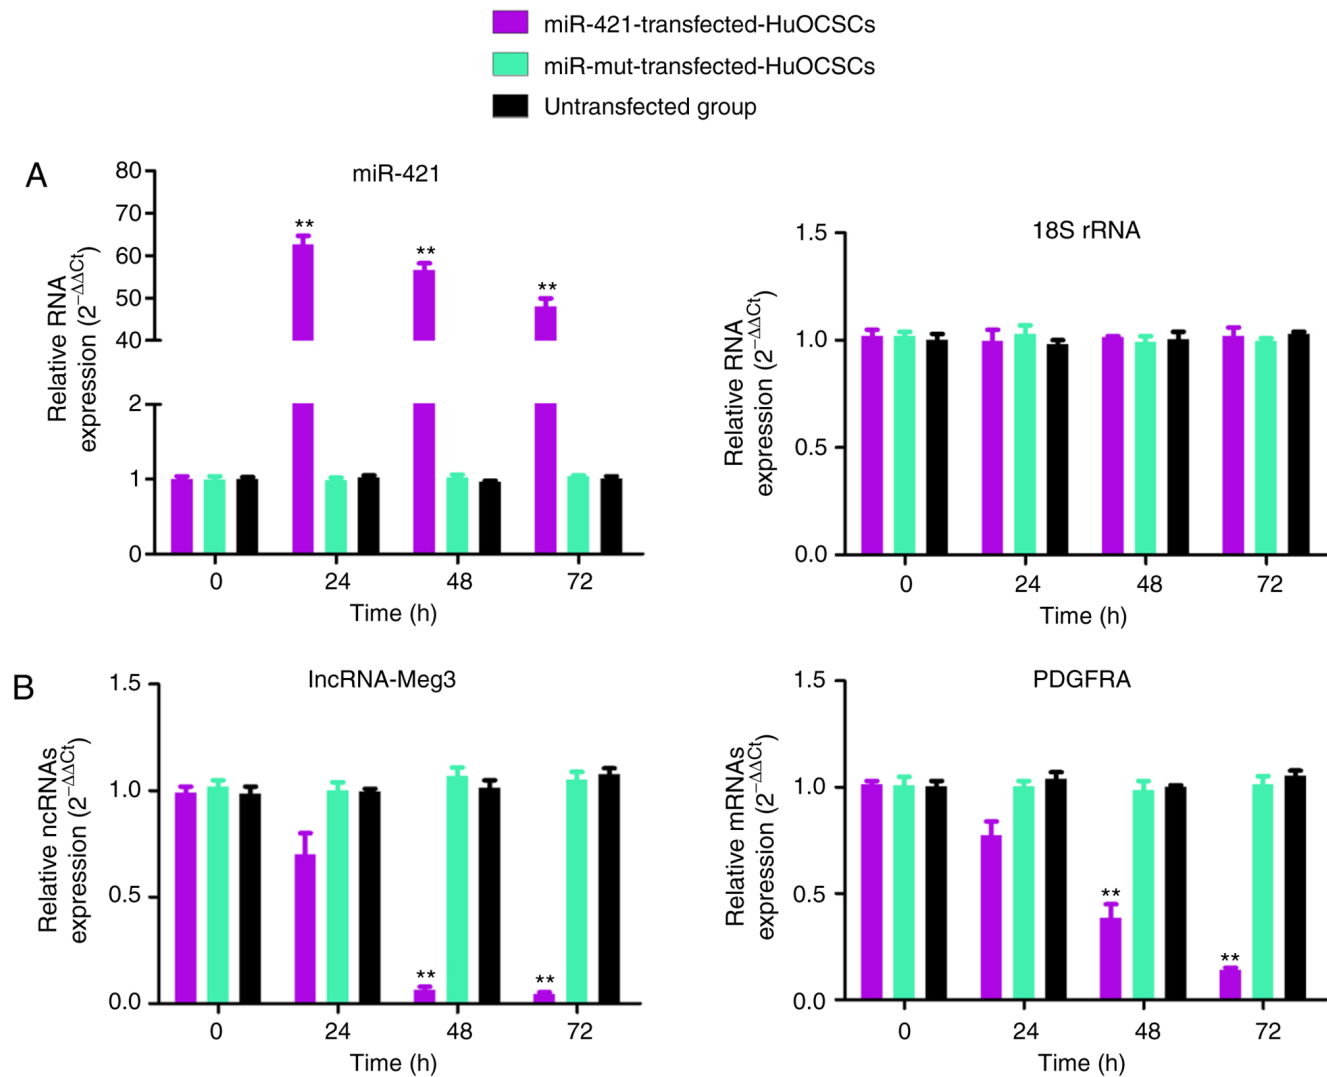 miR-421-transfected-HuOCSCs
miR-mut-transfected-HuOCSCs
Untransfected group
A
miR-421
Relative RNA
expression (2⁻ΔΔCt)
80
70
60
50
40
2
1
0
**
**
**
0 24 48 72
Time (h)
18S rRNA
Relative RNA
expression (2⁻ΔΔCt)
1.5
1.0
0.5
0.0
0 24 48 72
Time (h)
B
lncRNA-Meg3
Relative ncRNAs
expression (2⁻ΔΔCt)
1.5
1.0
0.5
0.0
**
**
0 24 48 72
Time (h)
PDGFRA
Relative mRNAs
expression (2⁻ΔΔCt)
1.5
1.0
0.5
0.0
**
**
0 24 48 72
Time (h)